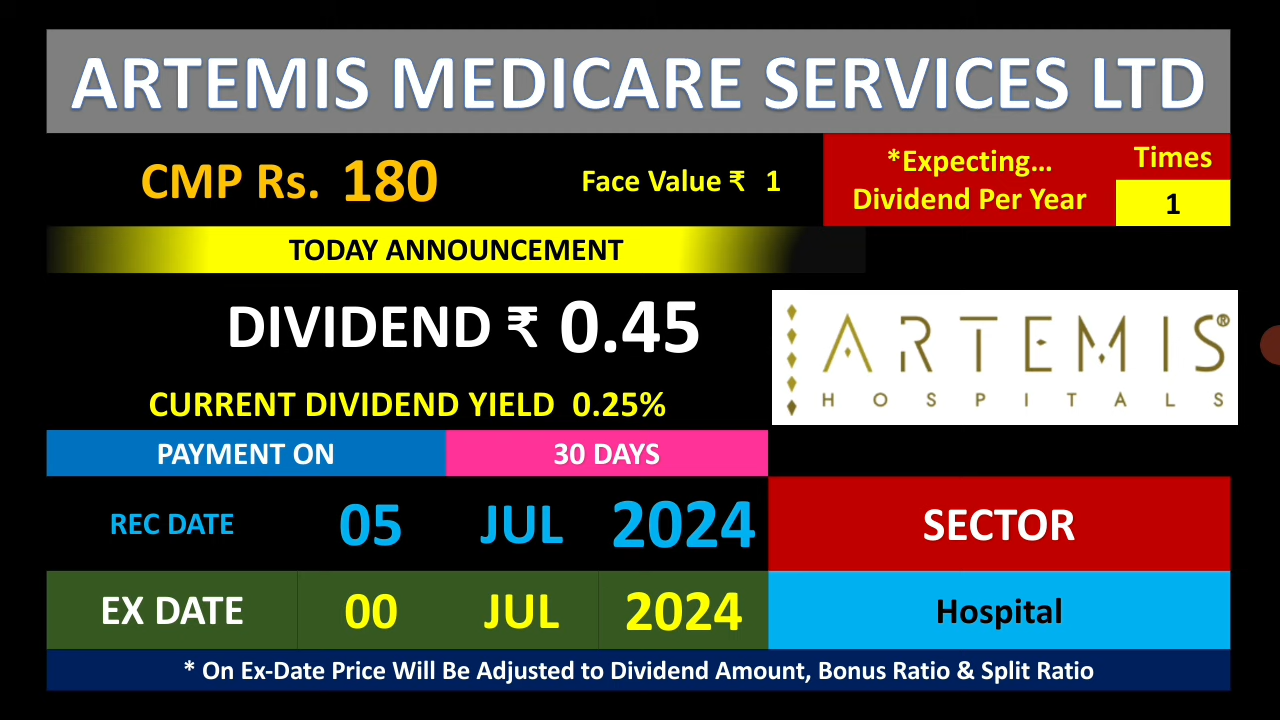 ARTEMIS MEDICARE SERVICES LTD
CMP Rs. 180
Face Value ₹ 1
*Expecting...
Dividend Per Year
Times
1
TODAY ANNOUNCEMENT
DIVIDEND ₹ 0.45
ARTEMIS®
HOSPITALS
CURRENT DIVIDEND YIELD 0.25%
PAYMENT ON 30 DAYS
REC DATE 05 JUL 2024
SECTOR
EX DATE 00 JUL 2024
Hospital
* On Ex-Date Price Will Be Adjusted to Dividend Amount, Bonus Ratio & Split Ratio